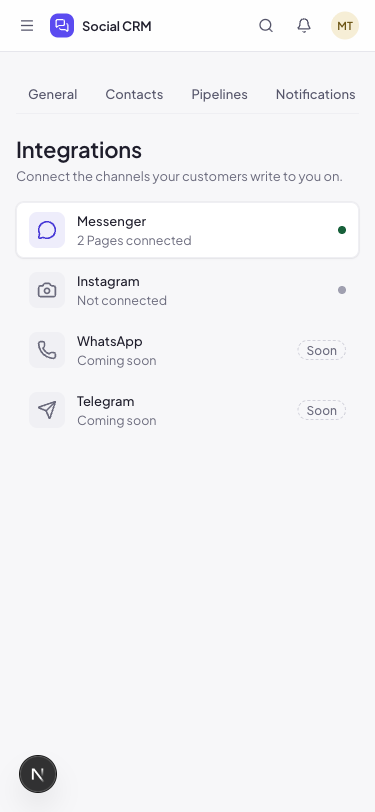 Social CRM
MT
General Contacts Pipelines Notifications
Integrations
Connect the channels your customers write to you on.
Messenger
2 Pages connected
Instagram
Not connected
WhatsApp
Coming soon
Soon
Telegram
Coming soon
Soon
N